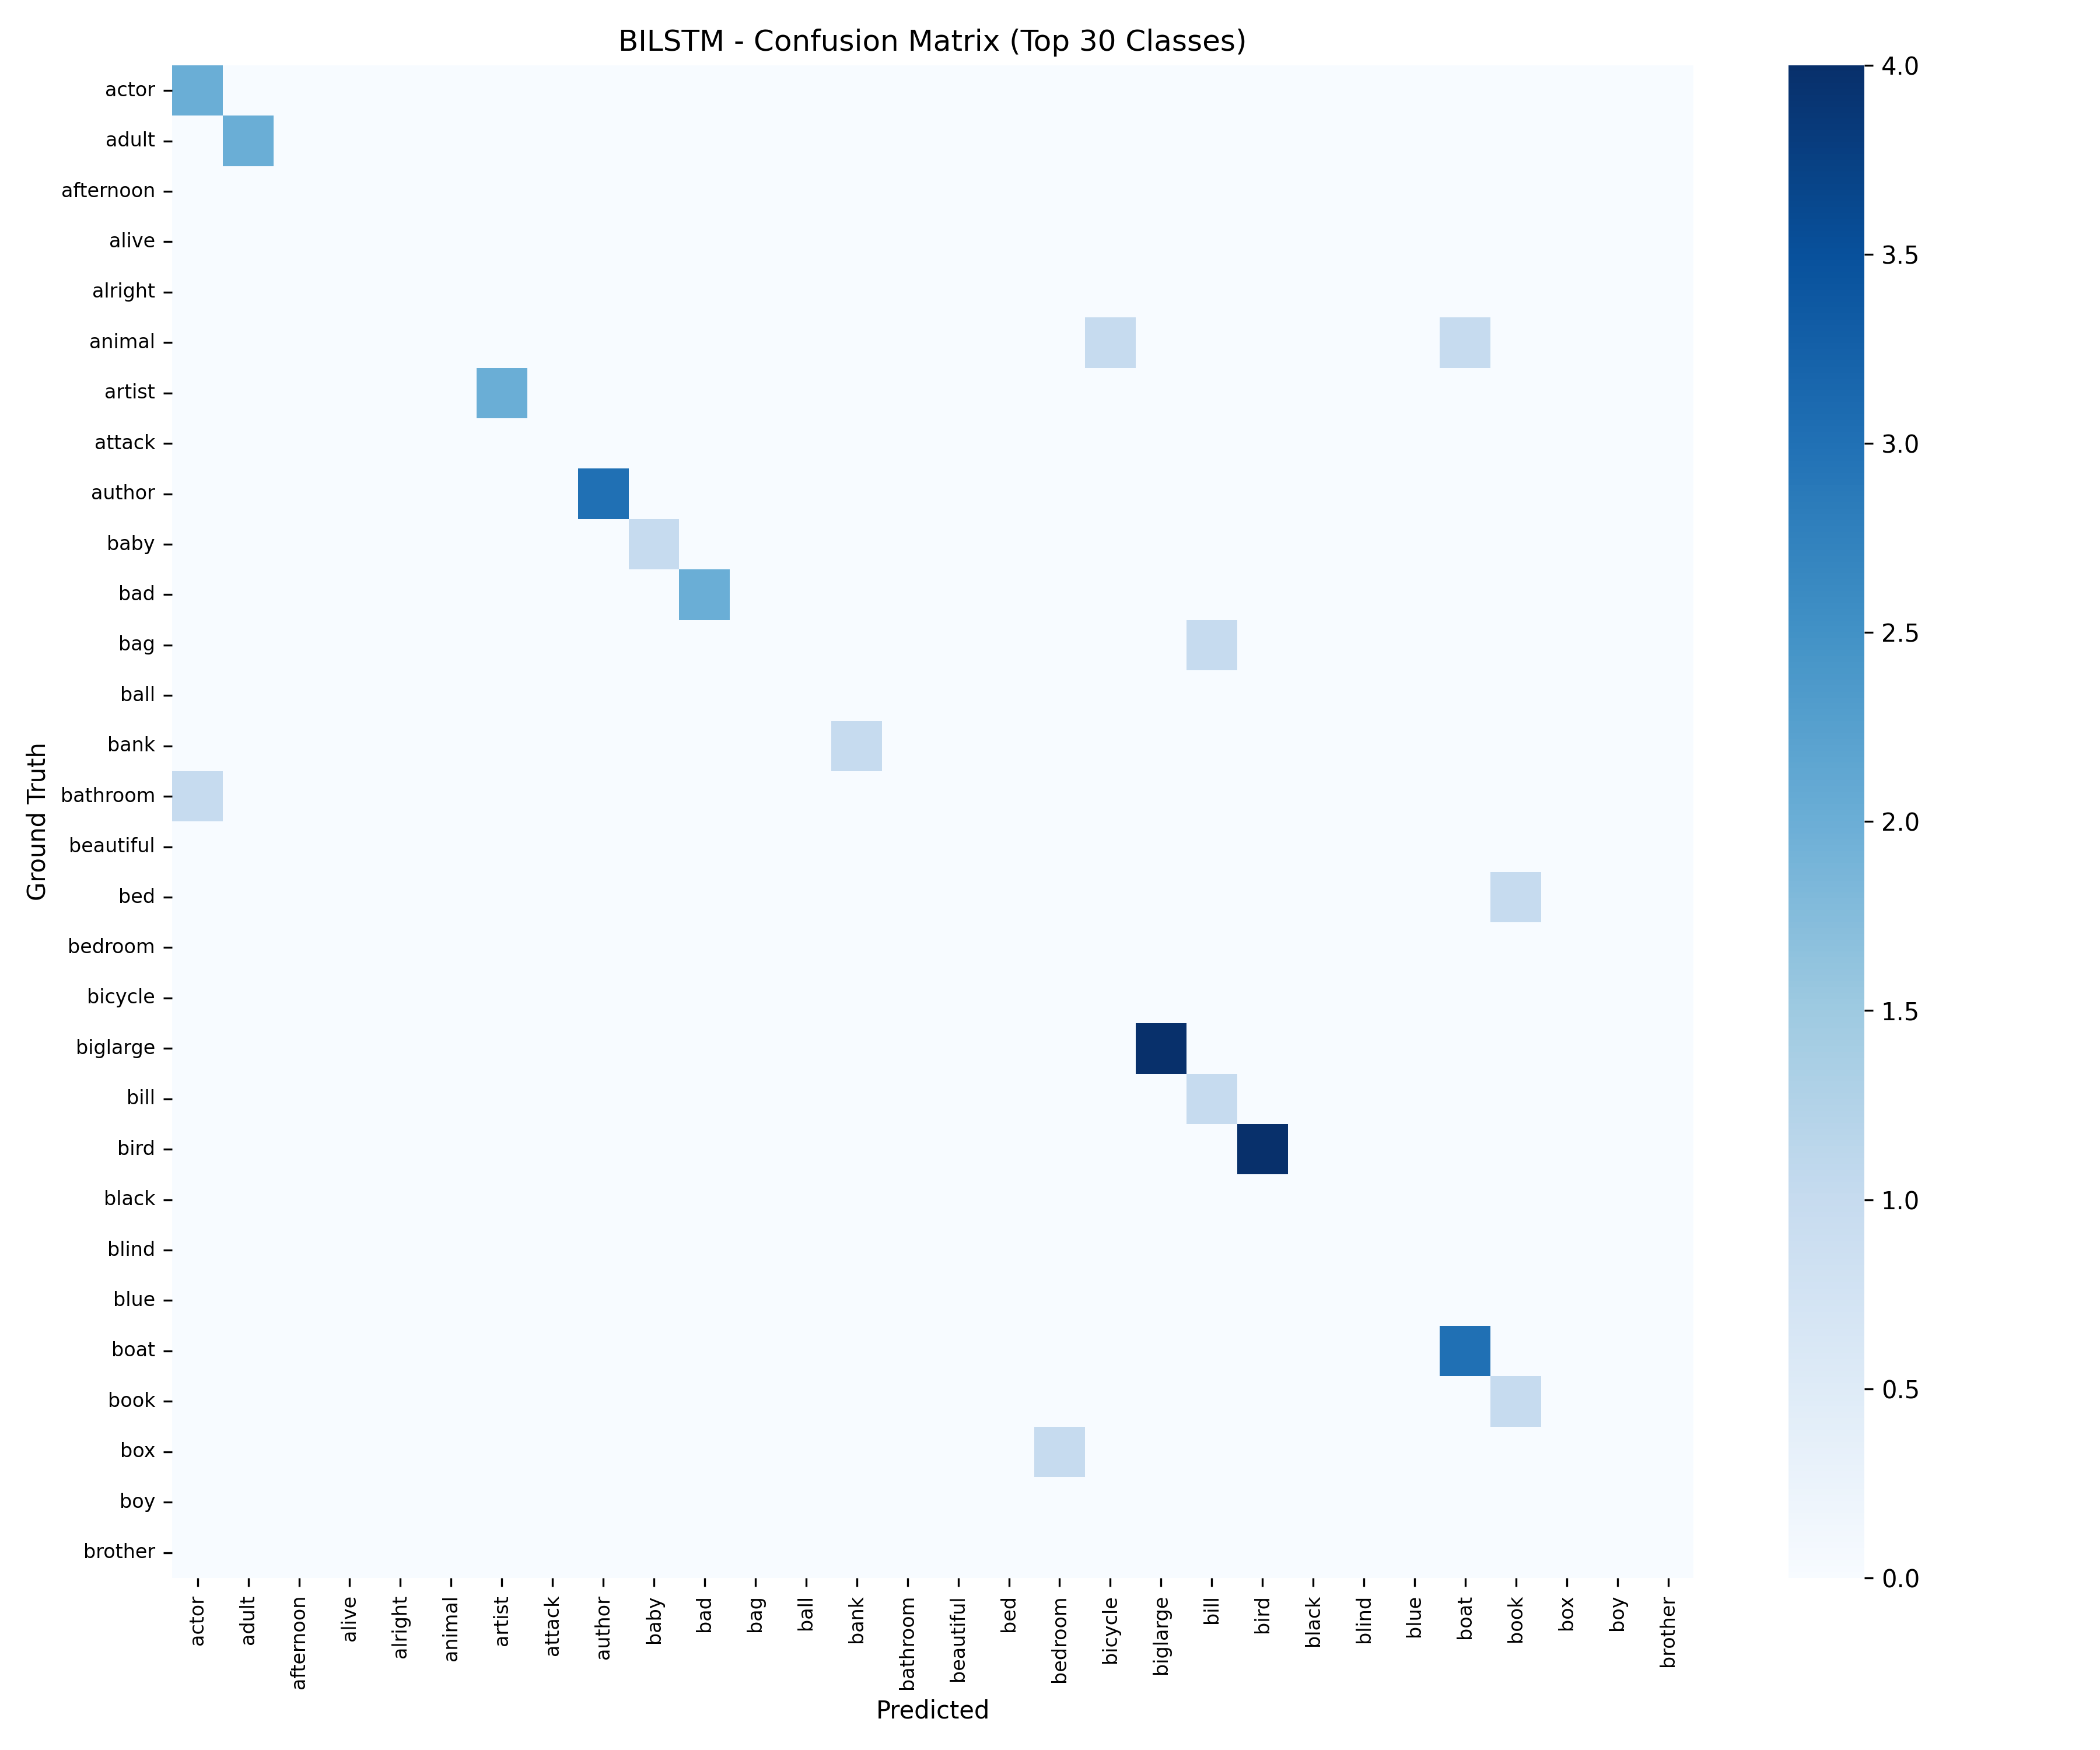 BILSTM - Confusion Matrix (Top 30 Classes)
actor
adult
afternoon
alive
alright
animal
artist
attack
author
baby
bad
bag
ball
bank
bathroom
beautiful
bed
bedroom
bicycle
biglarge
bill
bird
black
blind
blue
boat
book
box
boy
brother
Ground Truth
actor
adult
afternoon
alive
alright
animal
artist
attack
author
baby
bad
bag
ball
bank
bathroom
beautiful
bed
bedroom
bicycle
biglarge
bill
bird
black
blind
blue
boat
book
box
boy
brother
Predicted
4.0
3.5
3.0
2.5
2.0
1.5
1.0
0.5
0.0